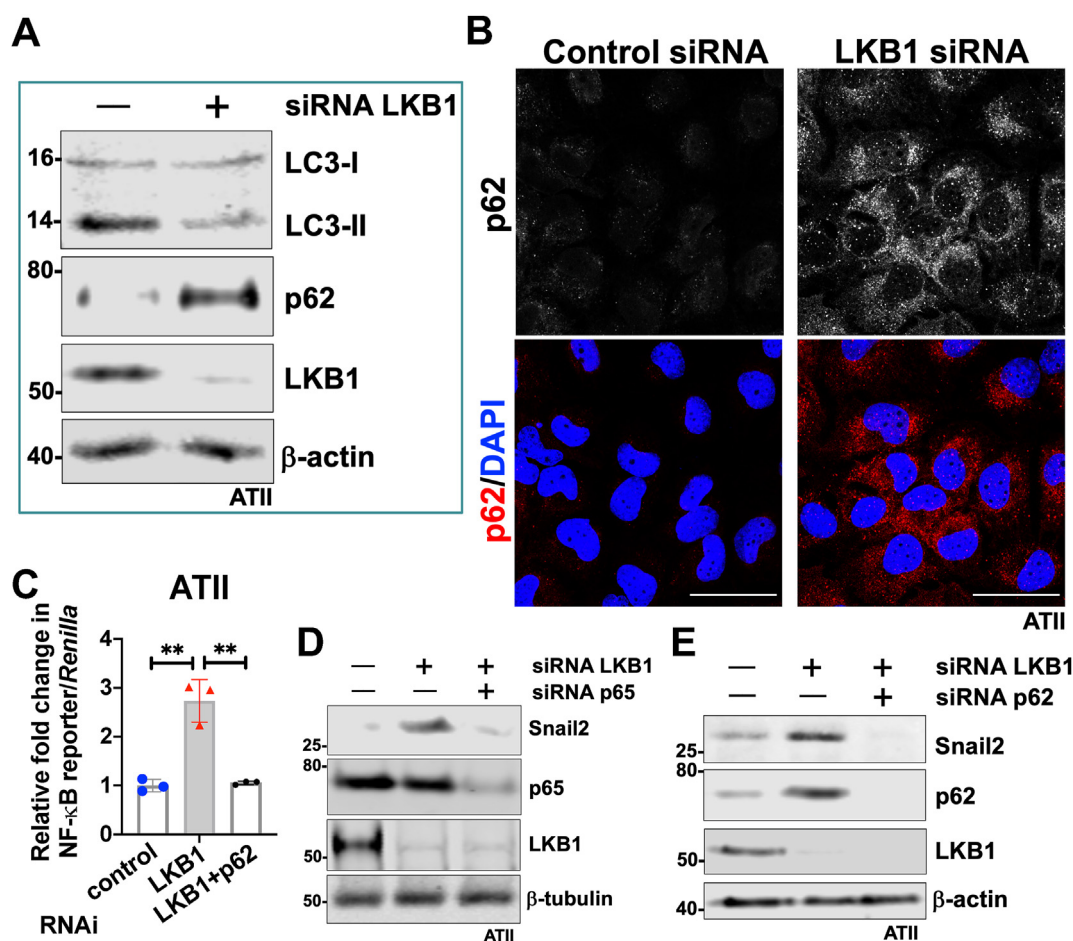 A
— + siRNA LKB1
16 LC3-I
14 LC3-II
80
p62
50 LKB1
40 β-actin
ATII
B
Control siRNA LKB1 siRNA
p62
p62/DAPI
ATII
C
ATII
Relative fold change in
NF-κB reporter/Renilla
4
3
2
1
0
** **
control
LKB1
LKB1+p62
RNAi
D
— + + siRNA LKB1
— — + siRNA p65
Snail2
25
80
p65
LKB1
50
50 β-tubulin
ATII
E
— + + siRNA LKB1
— — + siRNA p62
Snail2
25
80
p62
LKB1
50
β-actin
40
ATII